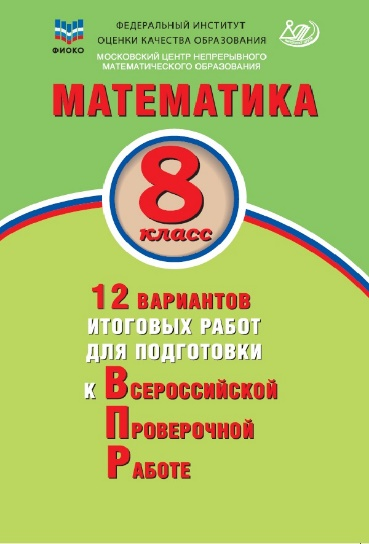 ФИОКО
ФЕДЕРАЛЬНЫЙ ИНСТИТУТ
ОЦЕНКИ КАЧЕСТВА ОБРАЗОВАНИЯ
МОСКОВСКИЙ ЦЕНТР НЕПРЕРЫВНОГО
МАТЕМАТИЧЕСКОГО ОБРАЗОВАНИЯ
МАТЕМАТИКА
8
класс
12 ВАРИАНТОВ
ИТОГОВЫХ РАБОТ
ДЛЯ ПОДГОТОВКИ
К ВСЕРОССИЙСКОЙ
ПРОВЕРОЧНОЙ
РАБОТЕ